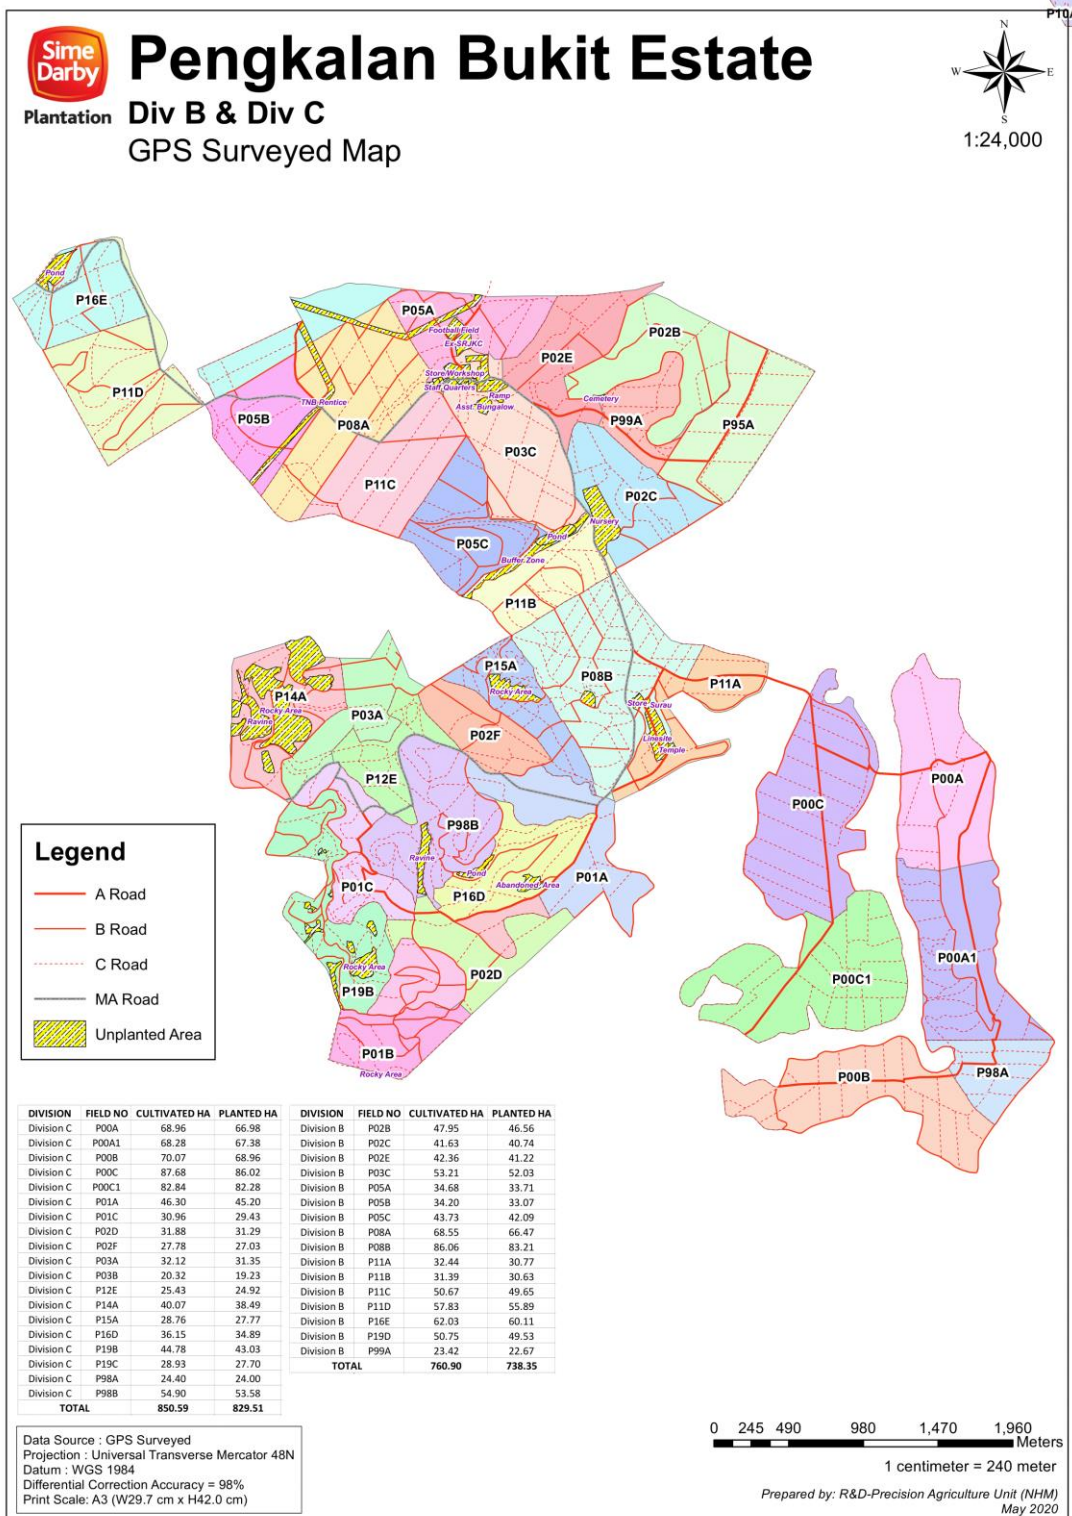 P10A
Sime
Darby
Plantation
Pengkalan Bukit Estate
Div B & Div C
GPS Surveyed Map
N
W E
S
1:24,000
Pond
P16E
P11D
P05A
Football Field
Ex SRJKC
P02B
P02E
Store/Workshop
Staff Quarters
Ramp
Asst. Bungalow
Cemetery
TNB Rentice
P05B
P08A
P99A
P95A
P03C
P11C
P02C
Nursery
P05C
Pond
Buffer Zone
P11B
P15A
P14A
Rocky Area
Ravine
P03A
Rocky Area
P08B
P11A
Store
Surau
P02F
Linesite
Temple
P12E
P00A
P00C
P98B
Ravine
Pond
Abandoned Area
P01A
P01C
P16D
P00A1
P02D
P00C1
Rocky Area
P19B
P01B
Rocky Area
P00B
P98A
Legend
A Road
B Road
C Road
MA Road
Unplanted Area
DIVISION FIELD NO CULTIVATED HA PLANTED HA
Division C P00A 68.96 66.98
Division C P00A1 68.28 67.38
Division C P00B 70.07 68.96
Division C P00C 87.68 86.02
Division C P00C1 82.84 82.28
Division C P01A 46.30 45.20
Division C P01C 30.96 29.43
Division C P02D 31.88 31.29
Division C P02F 27.78 27.03
Division C P03A 32.12 31.35
Division C P03B 20.32 19.23
Division C P12E 25.43 24.92
Division C P14A 40.07 38.49
Division C P15A 28.76 27.77
Division C P16D 36.15 34.89
Division C P19B 44.78 43.03
Division C P19C 28.93 27.70
Division C P98A 24.40 24.00
Division C P98B 54.90 53.58
TOTAL 850.59 829.51
DIVISION FIELD NO CULTIVATED HA PLANTED HA
Division B P02B 47.95 46.56
Division B P02C 41.63 40.74
Division B P02E 42.36 41.22
Division B P03C 53.21 52.03
Division B P05A 34.68 33.71
Division B P05B 34.20 33.07
Division B P05C 43.73 42.09
Division B P08A 68.55 66.47
Division B P08B 86.06 83.21
Division B P11A 32.44 30.77
Division B P11B 31.39 30.63
Division B P11C 50.67 49.65
Division B P11D 57.83 55.89
Division B P16E 62.03 60.11
Division B P19D 50.75 49.53
Division B P99A 23.42 22.67
TOTAL 760.90 738.35
Data Source : GPS Surveyed
Projection : Universal Transverse Mercator 48N
Datum : WGS 1984
Differential Correction Accuracy = 98%
Print Scale: A3 (W29.7 cm x H42.0 cm)
0 245 490 980 1,470 1,960
Meters
1 centimeter = 240 meter
Prepared by: R&D-Precision Agriculture Unit (NHM)
May 2020